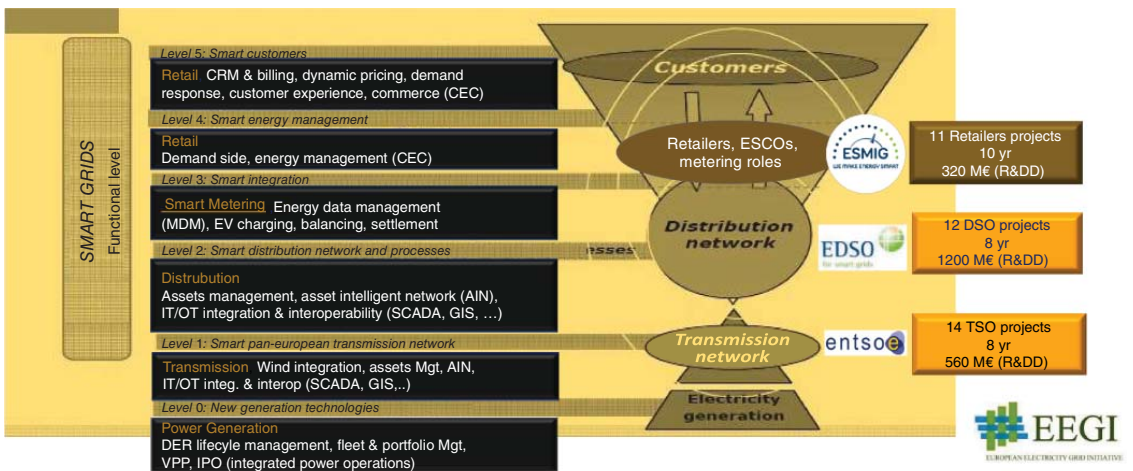 SMART GRIDS
Functional level
Level 5: Smart customers
Retail CRM & billing, dynamic pricing, demand
response, customer experience, commerce (CEC)
Level 4: Smart energy management
Retail
Demand side, energy management (CEC)
Level 3: Smart integration
Smart Metering Energy data management
(MDM), EV charging, balancing, settlement
Level 2: Smart distribution network and processes
esses
Distrubution
Assets management, asset intelligent network (AIN),
IT/OT integration & interoperability (SCADA, GIS, …)
Level 1: Smart pan-european transmission network
Transmission Wind integration, assets Mgt, AIN,
IT/OT integ. & interop (SCADA, GIS,..)
Level 0: New generation technologies
Power Generation
DER lifecyle management, fleet & portfolio Mgt,
VPP, IPO (integrated power operations)
Customers
Retailers, ESCOs,
metering roles
Distribution
network
Transmission
network
Electricity
generation
ESMIG
WE MAKE ENERGY SMART
EDSO
for smart grids
entsoe
11 Retailers projects
10 yr
320 M€ (R&DD)
12 DSO projects
8 yr
1200 M€ (R&DD)
14 TSO projects
8 yr
560 M€ (R&DD)
EEGI
EUROPEAN ELECTRICITY GRID INITIATIVE